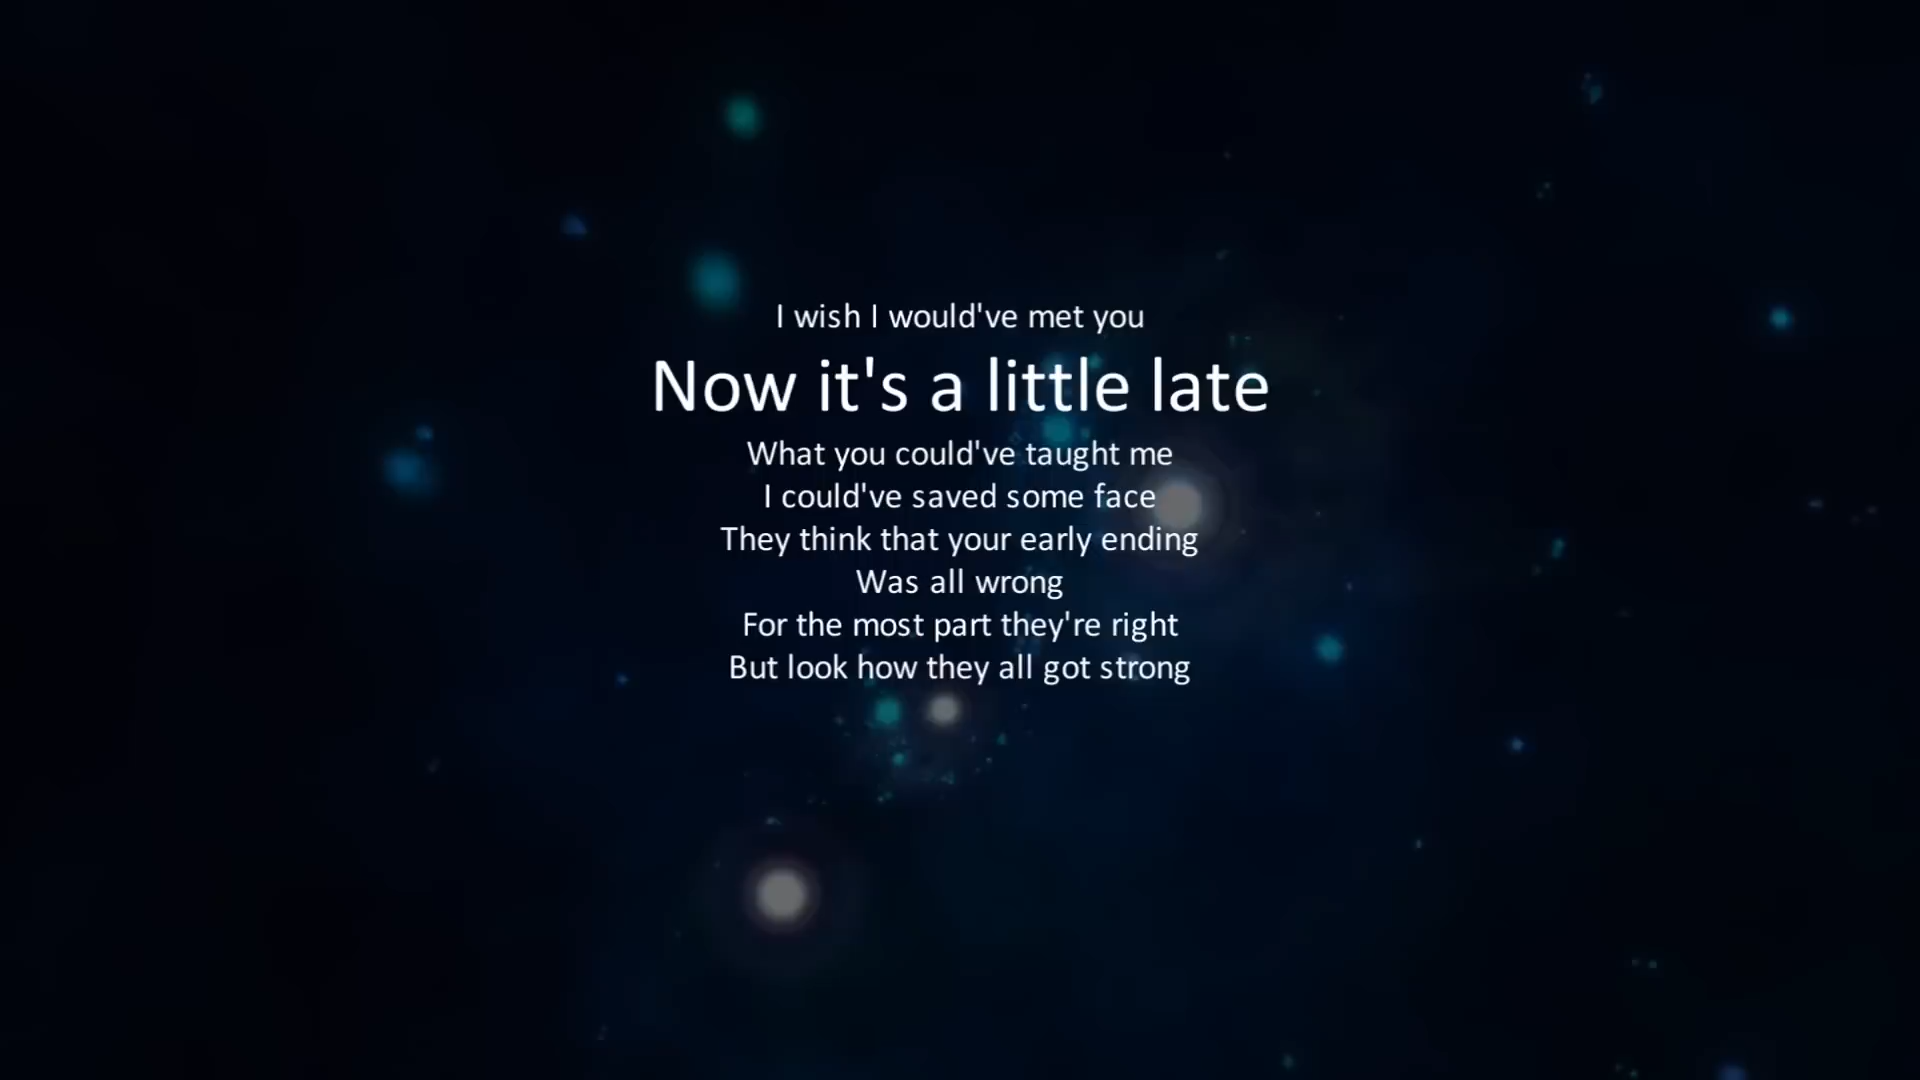 I wish I would've met you
Now it's a little late
What you could've taught me
I could've saved some face
They think that your early ending
Was all wrong
For the most part they're right
But look how they all got strong